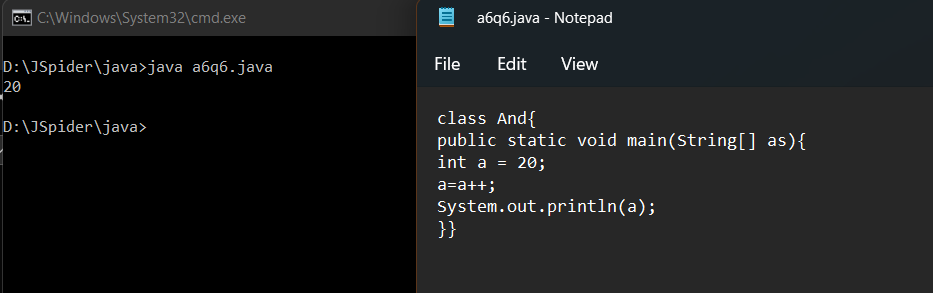 C:\Windows\System32\cmd.exe
D:\JSpider\java>java a6q6.java
20
D:\JSpider\java>
a6q6.java - Notepad
File Edit View
class And{
public static void main(String[] as){
int a = 20;
a=a++;
System.out.println(a);
}}